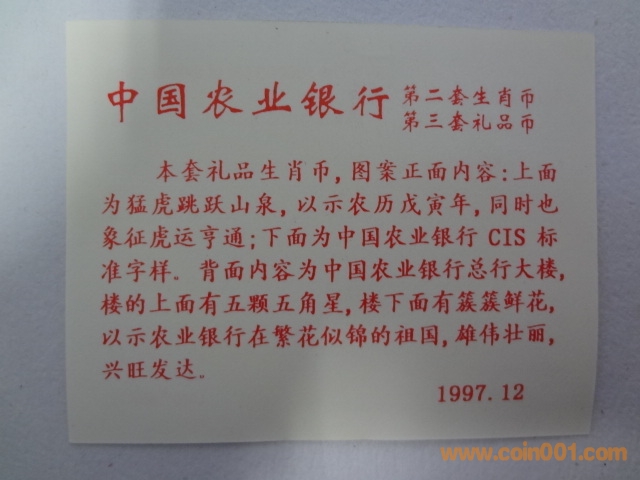 中国农业银行 第二套生肖币
第三套礼品币
本套礼品生肖币,图案正面内容:上面
为猛虎跳跃山泉,以示农历戊寅年,同时也
象征虎运亨通;下面为中国农业银行 CIS 标
准字样。背面内容为中国农业银行总行大楼,
楼的上面有五颗五角星,楼下面有簇簇鲜花,
以示农业银行在繁花似锦的祖国,雄伟壮丽,
兴旺发达。
1997.12
www.coin001.com